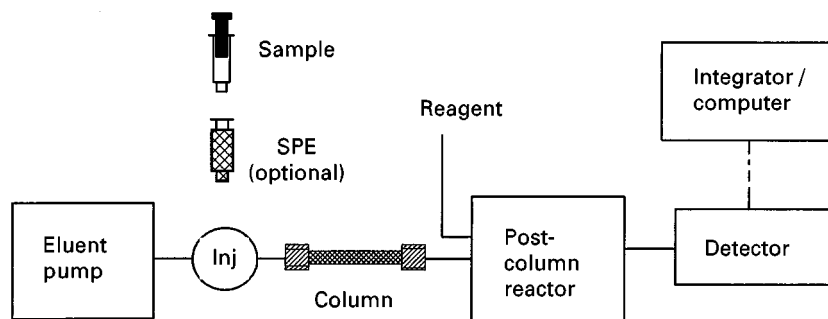 Sample
SPE
(optional)
Reagent
Integrator /
computer
Eluent
pump
Inj
Column
Post-
column
reactor
Detector